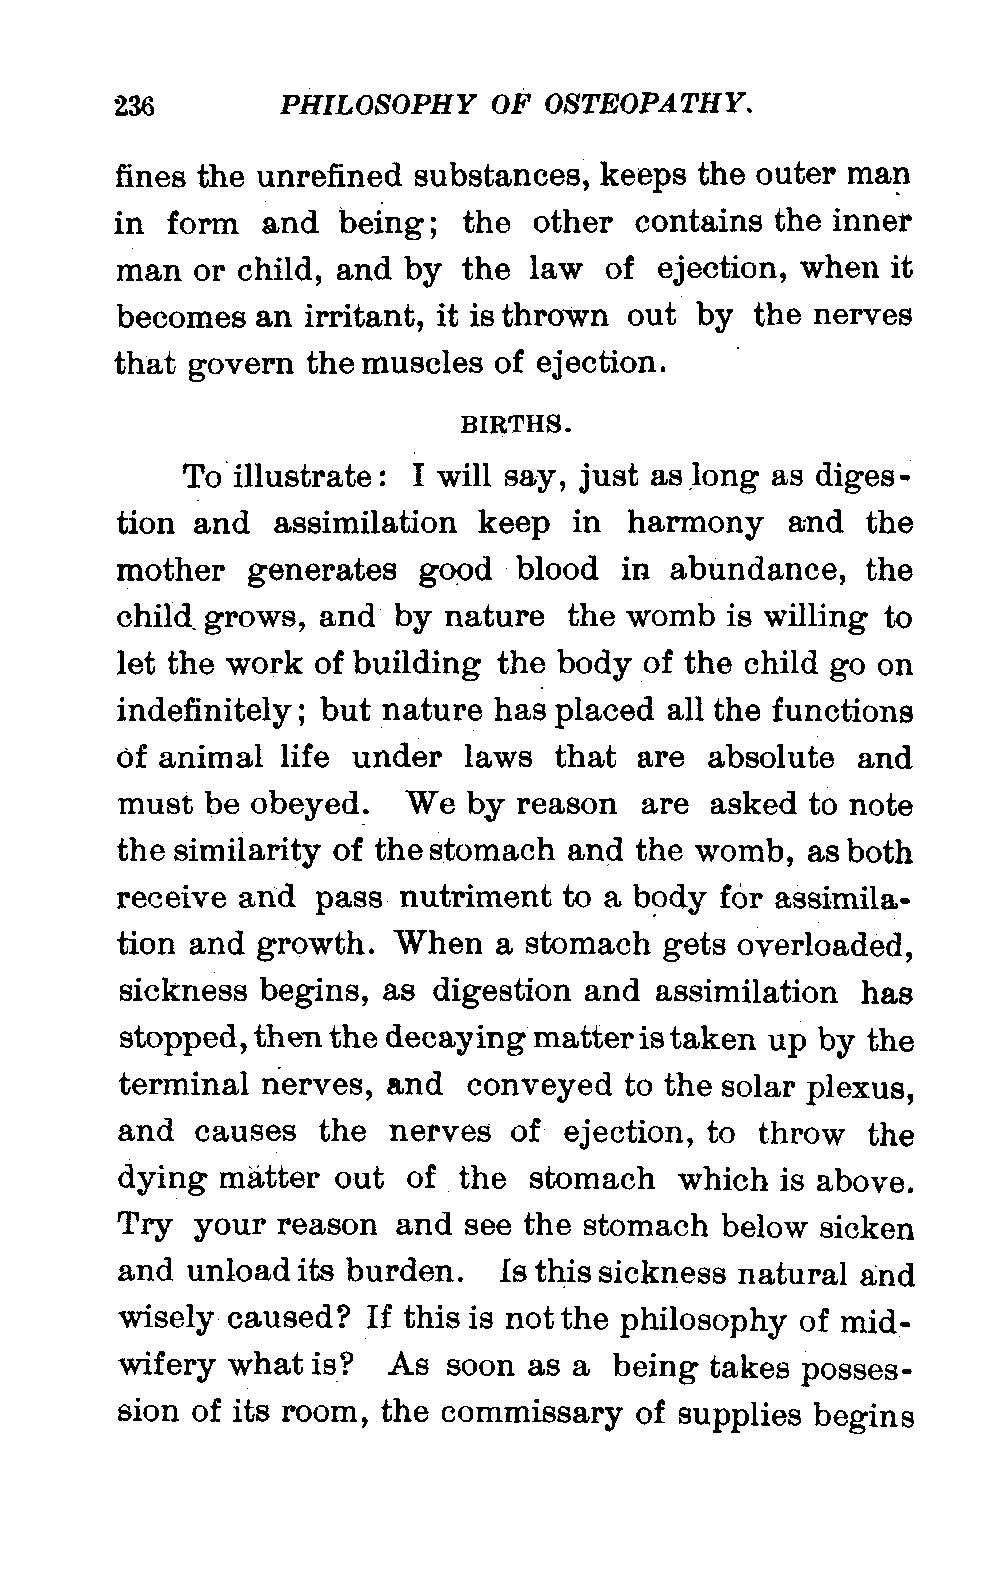 236 PHILOSOPHY OF OSTEOPATHY.
fines the unrefined substances, keeps the outer man
in form and being; the other contains the inner
man or child, and by the law of ejection, when it
becomes an irritant, it is thrown out by the nerves
that govern the muscles of ejection.
BIRTHS.
To illustrate: I will say, just as long as diges-
tion and assimilation keep in harmony and the
mother generates good blood in abundance, the
child grows, and by nature the womb is willing to
let the work of building the body of the child go on
indefinitely; but nature has placed all the functions
of animal life under laws that are absolute and
must be obeyed. We by reason are asked to note
the similarity of the stomach and the womb, as both
receive and pass nutriment to a body for assimila-
tion and growth. When a stomach gets overloaded,
sickness begins, as digestion and assimilation has
stopped, then the decaying matter is taken up by the
terminal nerves, and conveyed to the solar plexus,
and causes the nerves of ejection, to throw the
dying matter out of the stomach which is above.
Try your reason and see the stomach below sicken
and unload its burden. Is this sickness natural and
wisely caused? If this is not the philosophy of mid-
wifery what is? As soon as a being takes posses-
sion of its room, the commissary of supplies begins